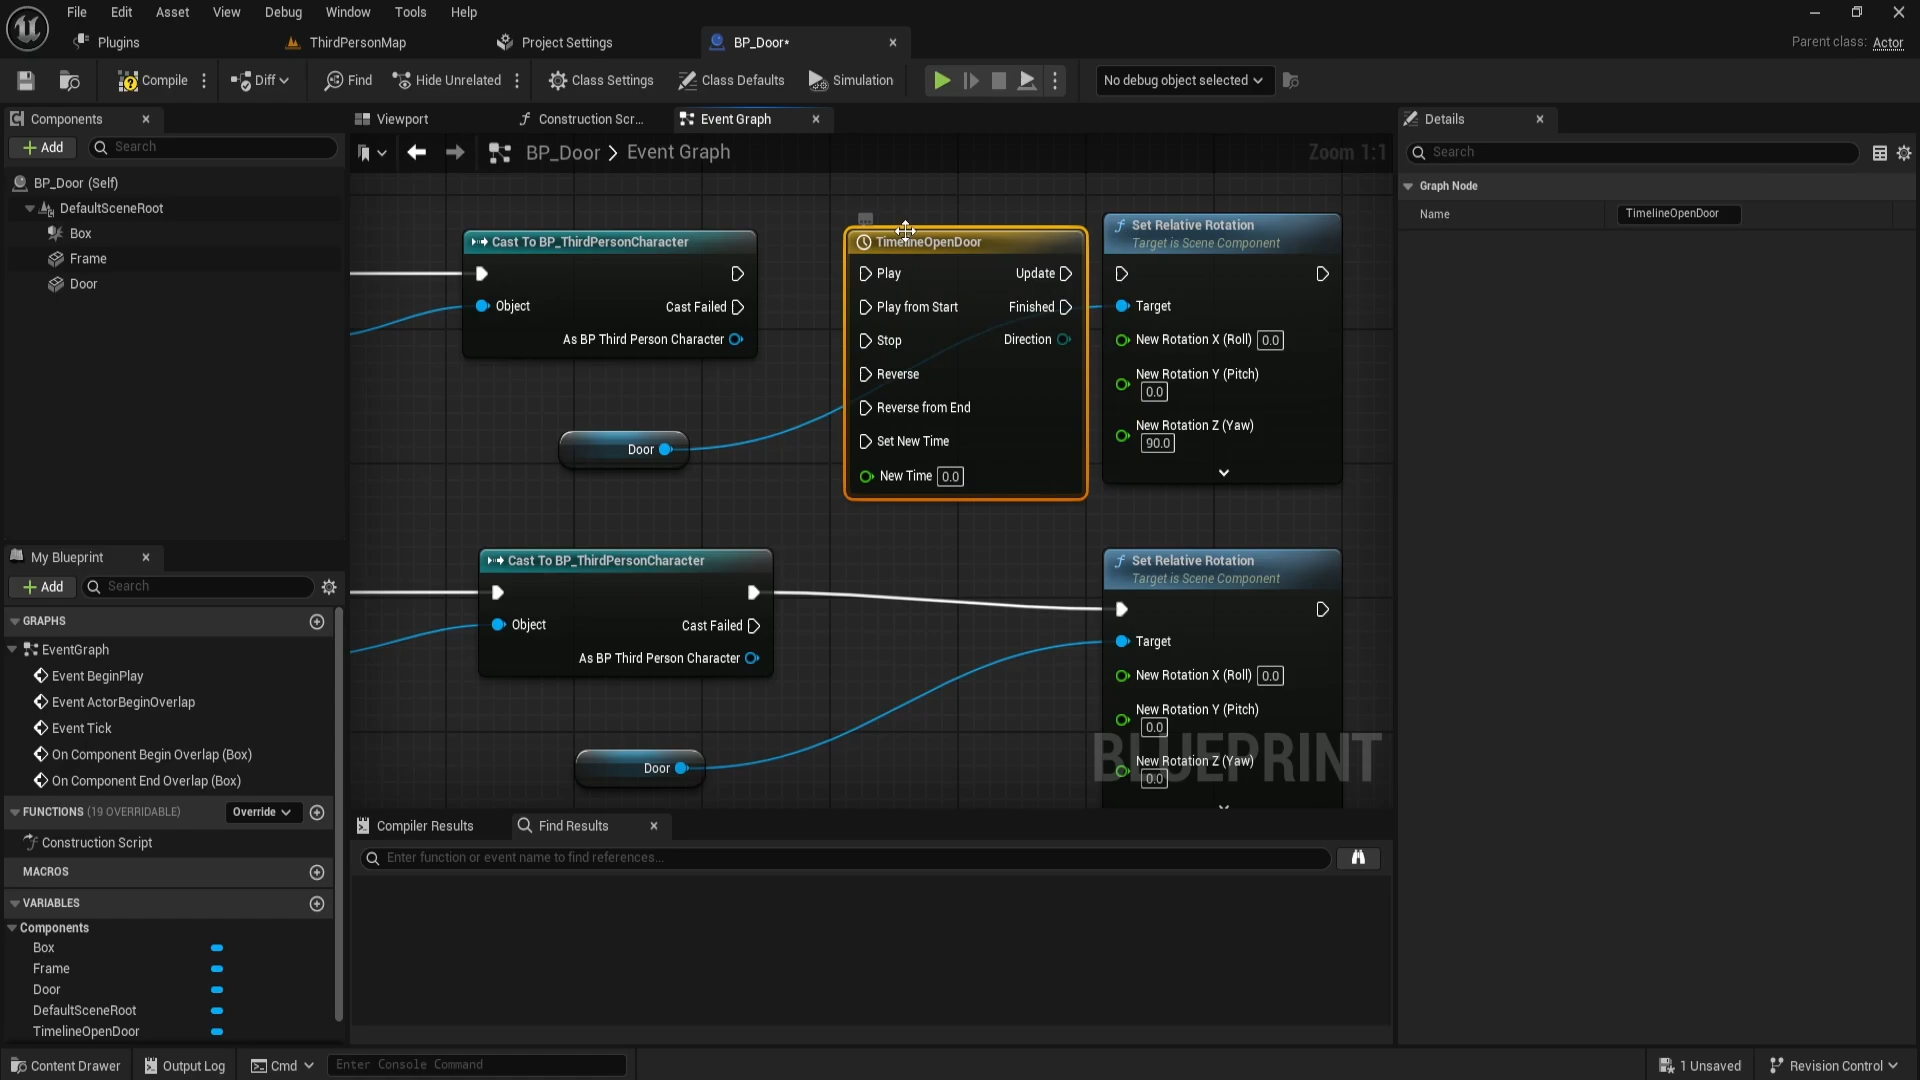 File Edit Asset View Debug Window Tools Help
Plugins ThirdPersonMap Project Settings BP_Door* Parent class: Actor
Compile Diff Find Hide Unrelated Class Settings Class Defaults Simulation No debug object selected
Components Viewport Construction Scr... Event Graph Details
Add Search BP_Door > Event Graph Zoom 1:1 Search
BP_Door (Self)
DefaultSceneRoot
Box
Frame
Door
Graph Node
Name TimelineOpenDoor
Cast To BP_ThirdPersonCharacter
Object
Cast Failed
As BP Third Person Character
Door
TimelineOpenDoor
Play Update
Play from Start Finished
Stop Direction
Reverse
Reverse from End
Set New Time
New Time 0.0
Set Relative Rotation
Target is Scene Component
Target
New Rotation X (Roll) 0.0
New Rotation Y (Pitch)
0.0
New Rotation Z (Yaw)
90.0
Cast To BP_ThirdPersonCharacter
Object
Cast Failed
As BP Third Person Character
Door
Set Relative Rotation
Target is Scene Component
Target
New Rotation X (Roll) 0.0
New Rotation Y (Pitch)
0.0
New Rotation Z (Yaw)
0.0
BLUEPRINT
My Blueprint
Add Search
GRAPHS
EventGraph
Event BeginPlay
Event ActorBeginOverlap
Event Tick
On Component Begin Overlap (Box)
On Component End Overlap (Box)
FUNCTIONS (19 OVERRIDABLE) Override
Construction Script
MACROS
VARIABLES
Components
Box
Frame
Door
DefaultSceneRoot
TimelineOpenDoor
Compiler Results Find Results
Enter function or event name to find references...
Content Drawer Output Log Cmd Enter Console Command 1 Unsaved Revision Control